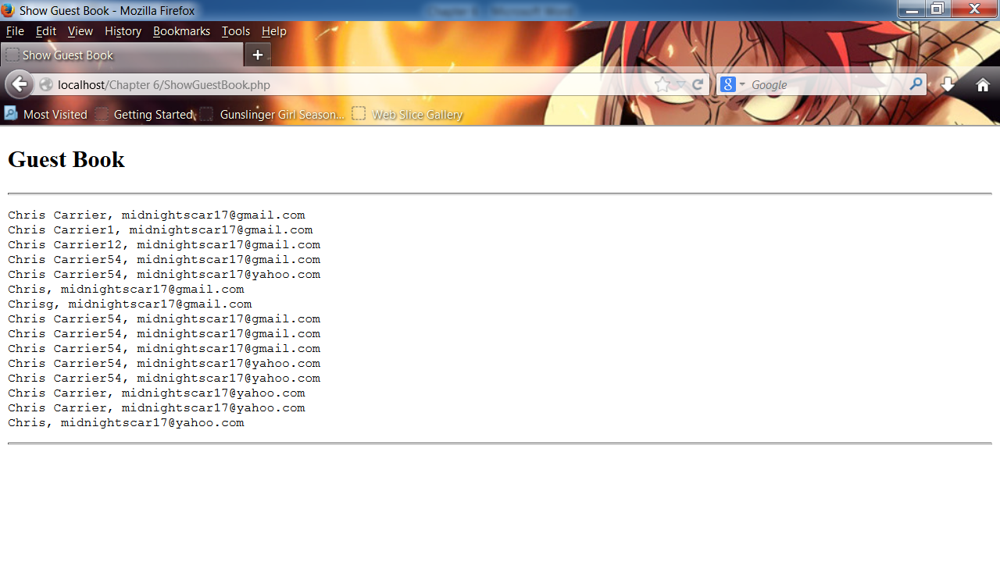 Show Guest Book - Mozilla Firefox
Chapter 6 - Microsoft Word
File Edit View History Bookmarks Tools Help
Show Guest Book
localhost/Chapter 6/ShowGuestBook.php
Google
Most Visited Getting Started Gunslinger Girl Season... Web Slice Gallery
Guest Book
Chris Carrier, midnightscar17@gmail.com
Chris Carrier1, midnightscar17@gmail.com
Chris Carrier12, midnightscar17@gmail.com
Chris Carrier54, midnightscar17@gmail.com
Chris Carrier54, midnightscar17@yahoo.com
Chris, midnightscar17@gmail.com
Chrisg, midnightscar17@gmail.com
Chris Carrier54, midnightscar17@gmail.com
Chris Carrier54, midnightscar17@gmail.com
Chris Carrier54, midnightscar17@gmail.com
Chris Carrier54, midnightscar17@yahoo.com
Chris Carrier54, midnightscar17@yahoo.com
Chris Carrier, midnightscar17@yahoo.com
Chris Carrier, midnightscar17@yahoo.com
Chris, midnightscar17@yahoo.com